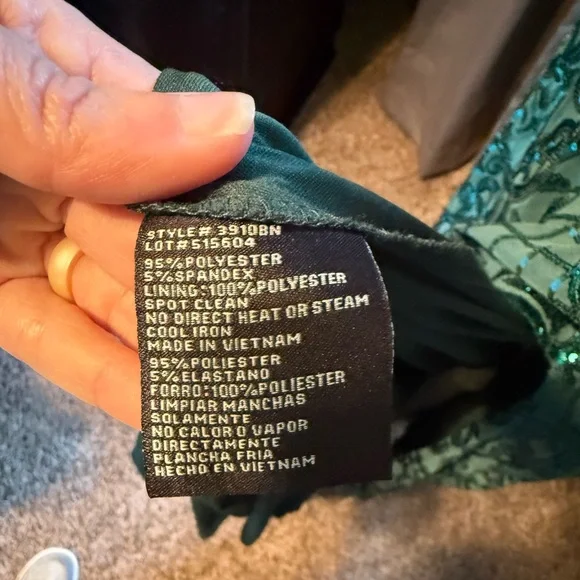 STYLE# 3910BN
LOT#515604
95%POLYESTER
5%SPANDEX
LINING:100%POLYESTER
SPOT CLEAN
NO DIRECT HEAT OR STEAM
COOL IRON
MADE IN VIETNAM
95%POLIESTER
5%ELASTANO
FORRO:100%POLIESTER
LIMPIAR MANCHAS
SOLAMENTE
NO CALOR O VAPOR
DIRECTAMENTE
PLANCHA FRIA
HECHO EN VIETNAM